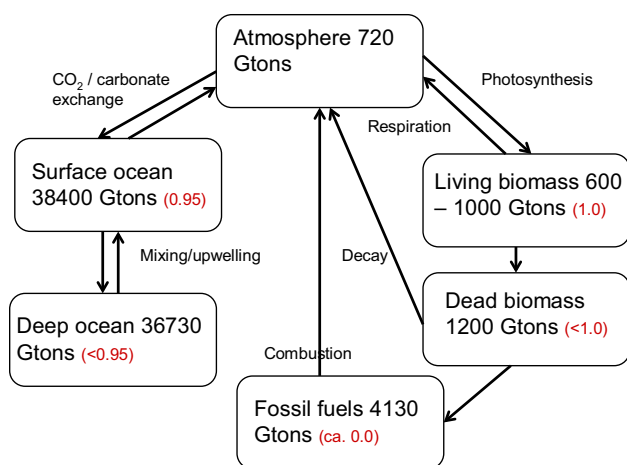 Atmosphere 720
Gtons
CO₂ / carbonate
exchange
Photosynthesis
Respiration
Surface ocean
38400 Gtons (0.95)
Living biomass 600
– 1000 Gtons (1.0)
Mixing/upwelling
Decay
Deep ocean 36730
Gtons (<0.95)
Dead biomass
1200 Gtons (<1.0)
Combustion
Fossil fuels 4130
Gtons (ca. 0.0)